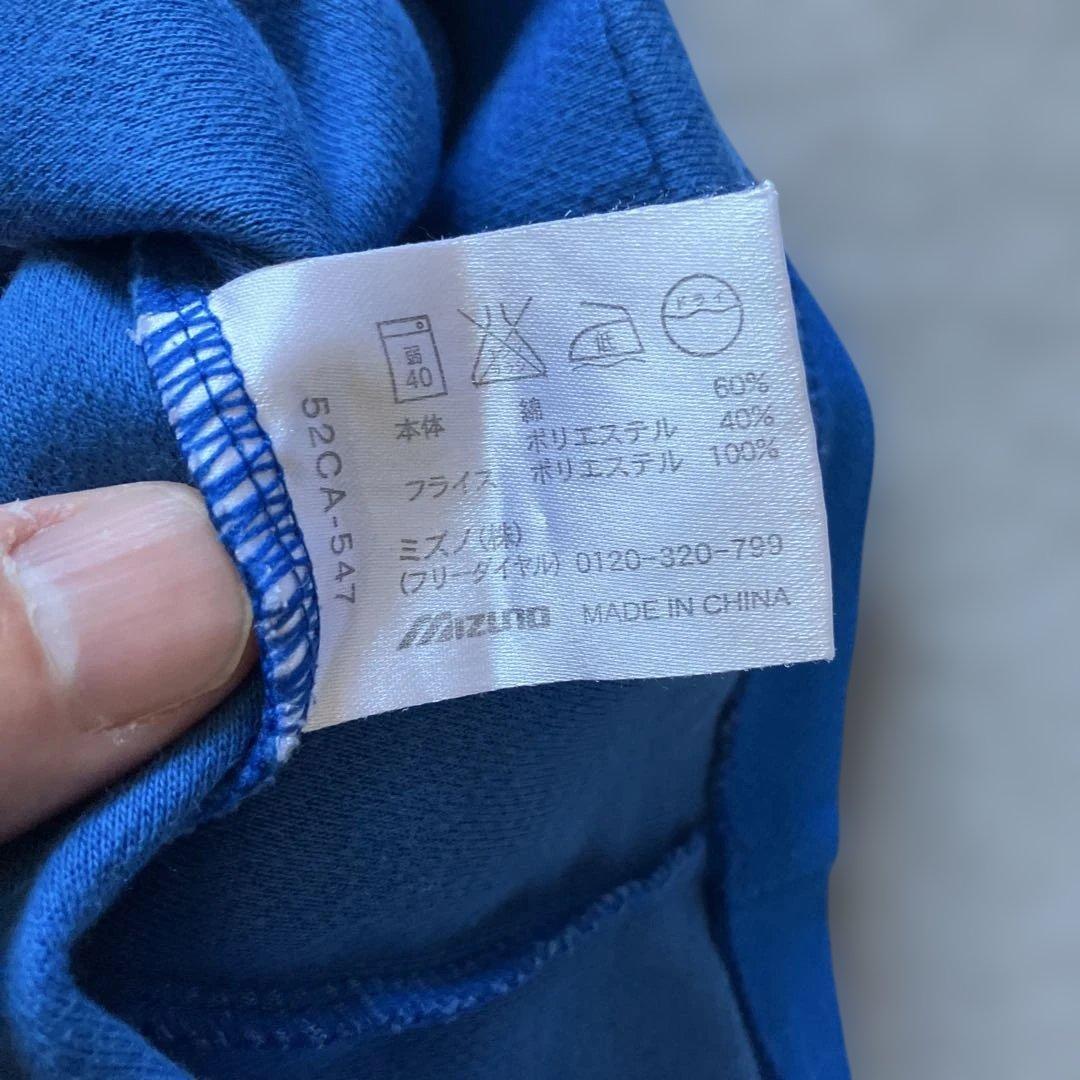 弱
40
低
ドライ
本体 綿 60%
ポリエステル 40%
フライス ポリエステル 100%
ミズノ(株)
(フリーダイヤル) 0120-320-799
MIZUNO MADE IN CHINA
52CA-547